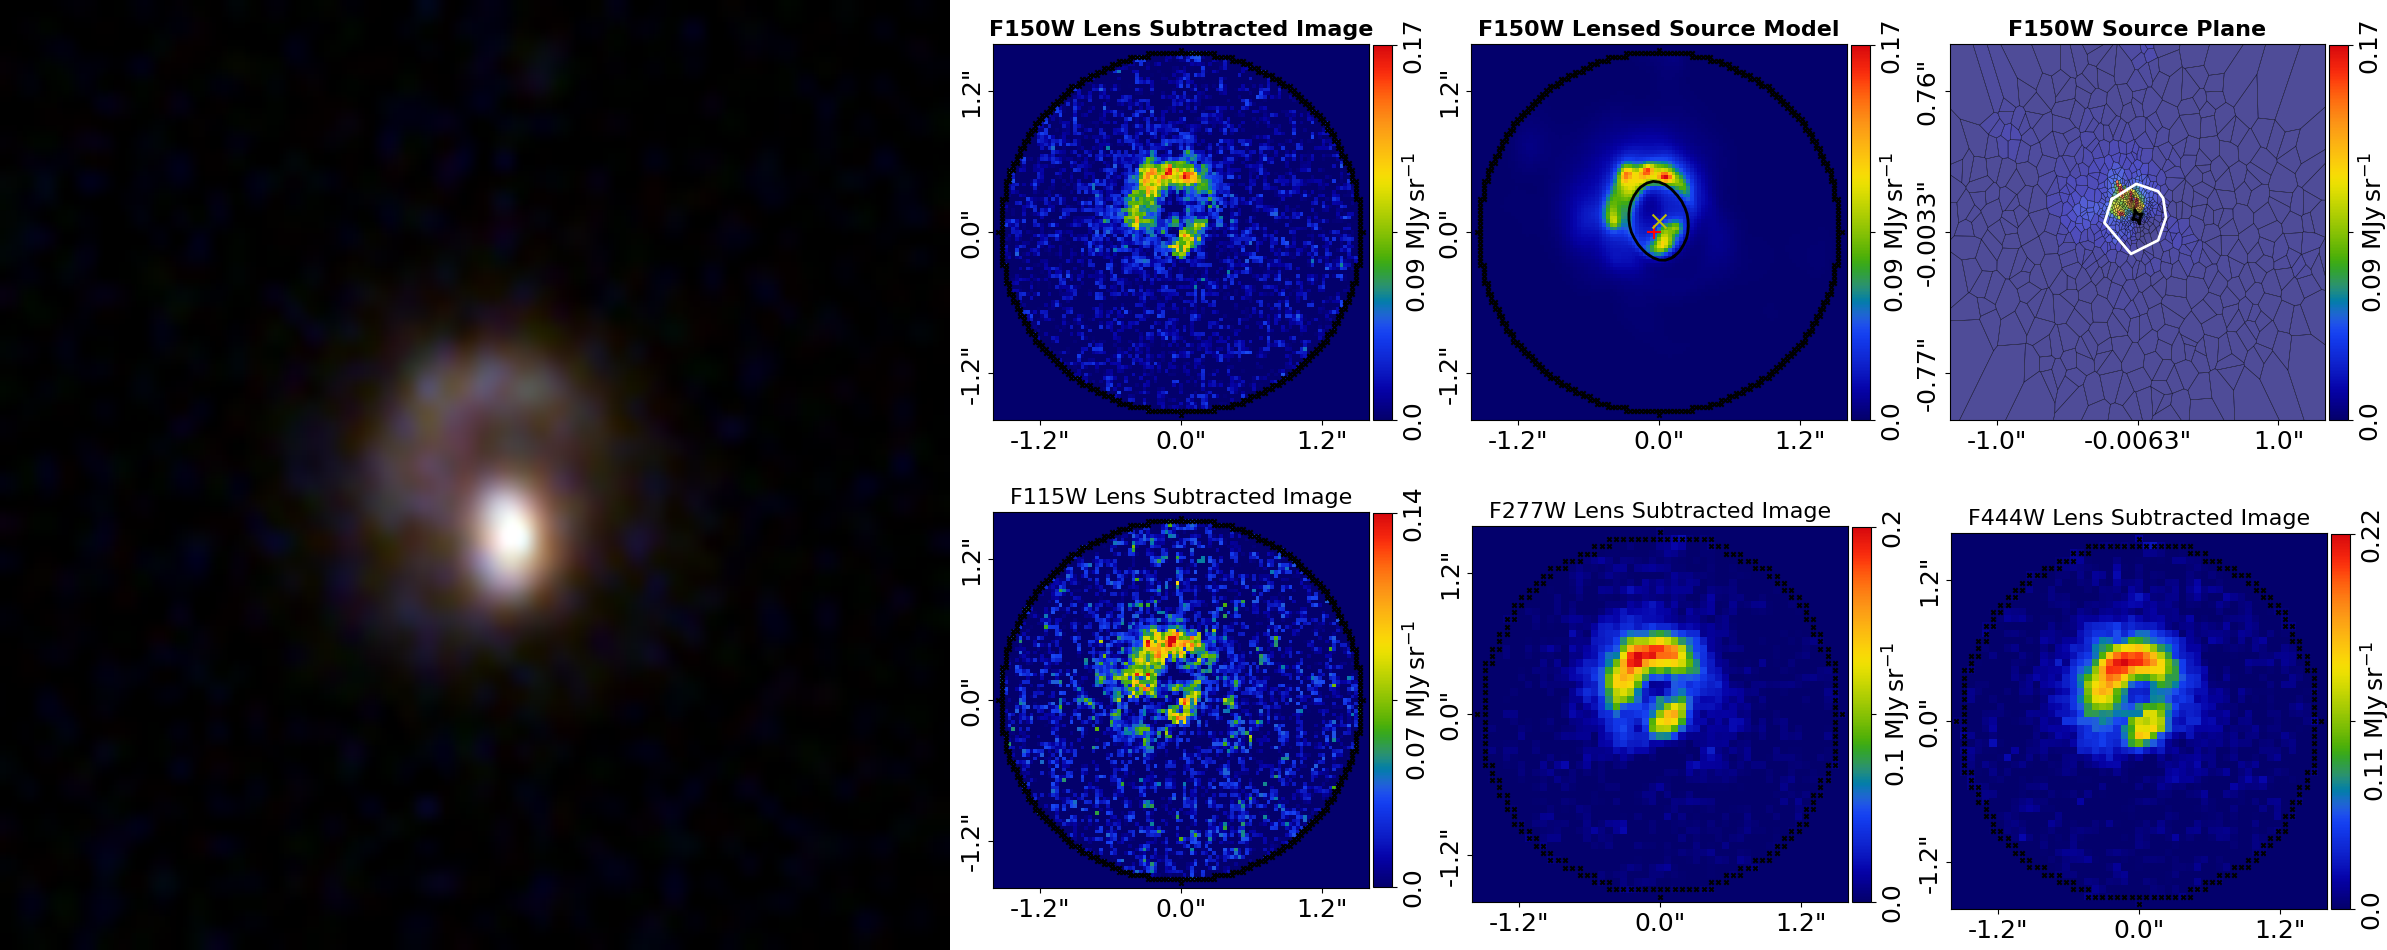 F150W Lens Subtracted Image
1.2"
0.0"
-1.2"
-1.2" 0.0" 1.2"
0.17
0.09 MJy sr−1
0.0
F150W Lensed Source Model
1.2"
0.0"
-1.2"
-1.2" 0.0" 1.2"
0.17
0.09 MJy sr−1
0.0
F150W Source Plane
0.76"
-0.0033"
-0.77"
-1.0" -0.0063" 1.0"
0.17
0.09 MJy sr−1
0.0
F115W Lens Subtracted Image
1.2"
0.0"
-1.2"
-1.2" 0.0" 1.2"
0.14
0.07 MJy sr−1
0.0
F277W Lens Subtracted Image
1.2"
0.0"
-1.2"
-1.2" 0.0" 1.2"
0.2
0.1 MJy sr−1
0.0
F444W Lens Subtracted Image
1.2"
0.0"
-1.2"
-1.2" 0.0" 1.2"
0.22
0.11 MJy sr−1
0.0